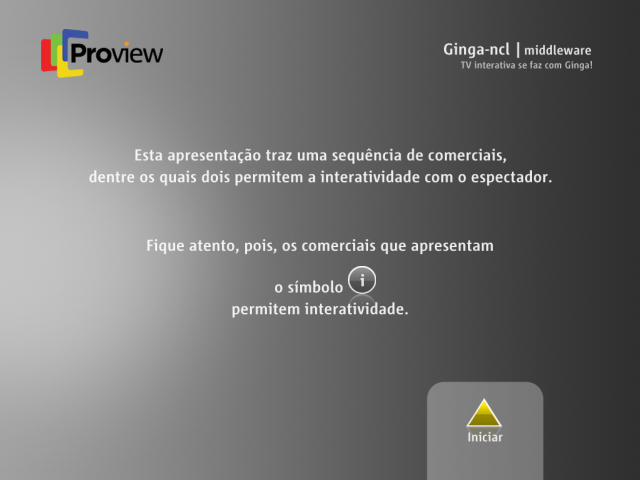 Proview
Ginga-ncl | middleware
TV interativa se faz com Ginga!
Esta apresentação traz uma sequência de comerciais,
dentre os quais dois permitem a interatividade com o espectador.
Fique atento, pois, os comerciais que apresentam
o símbolo i
permitem interatividade.
Iniciar